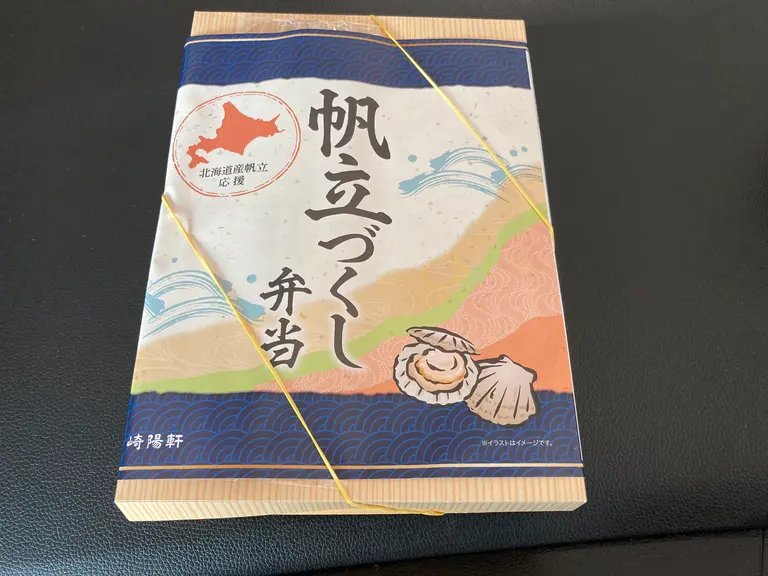 帆立づくし
弁当
北海道産帆立
応援
崎陽軒
※イラストはイメージです。